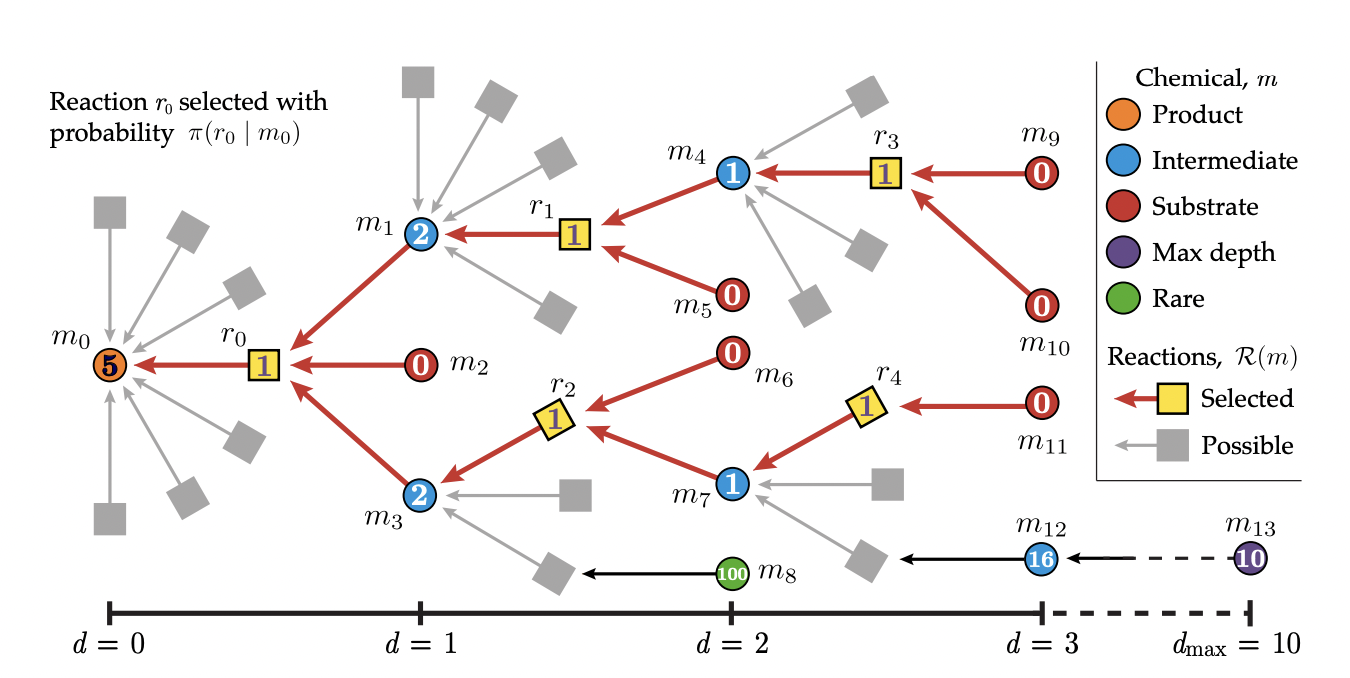 Reaction r₀ selected with
probability π(r₀ | m₀)
m₀
5
r₀
1
m₁
2
r₁
1
m₂
0
m₃
2
r₂
1
m₄
1
r₃
1
m₅
0
m₆
0
m₇
1
r₄
1
m₈
100
m₉
0
m₁₀
0
m₁₁
0
m₁₂
16
m₁₃
10
Chemical, m
Product
Intermediate
Substrate
Max depth
Rare
Reactions, ℛ(m)
Selected
Possible
d = 0 d = 1 d = 2 d = 3 dmax = 10